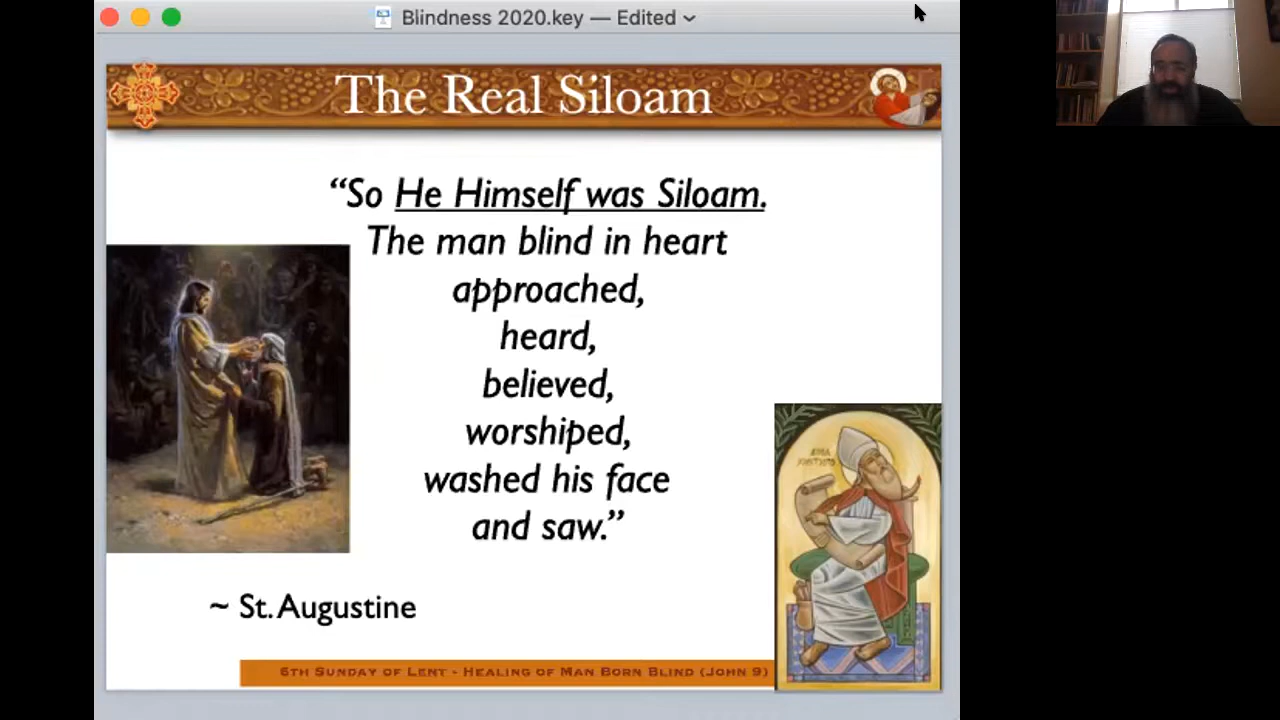 Blindness 2020.key — Edited
The Real Siloam
“So He Himself was Siloam.
The man blind in heart
approached,
heard,
believed,
worshiped,
washed his face
and saw.”
~ St. Augustine
6th Sunday of Lent - Healing of Man Born Blind (John 9)